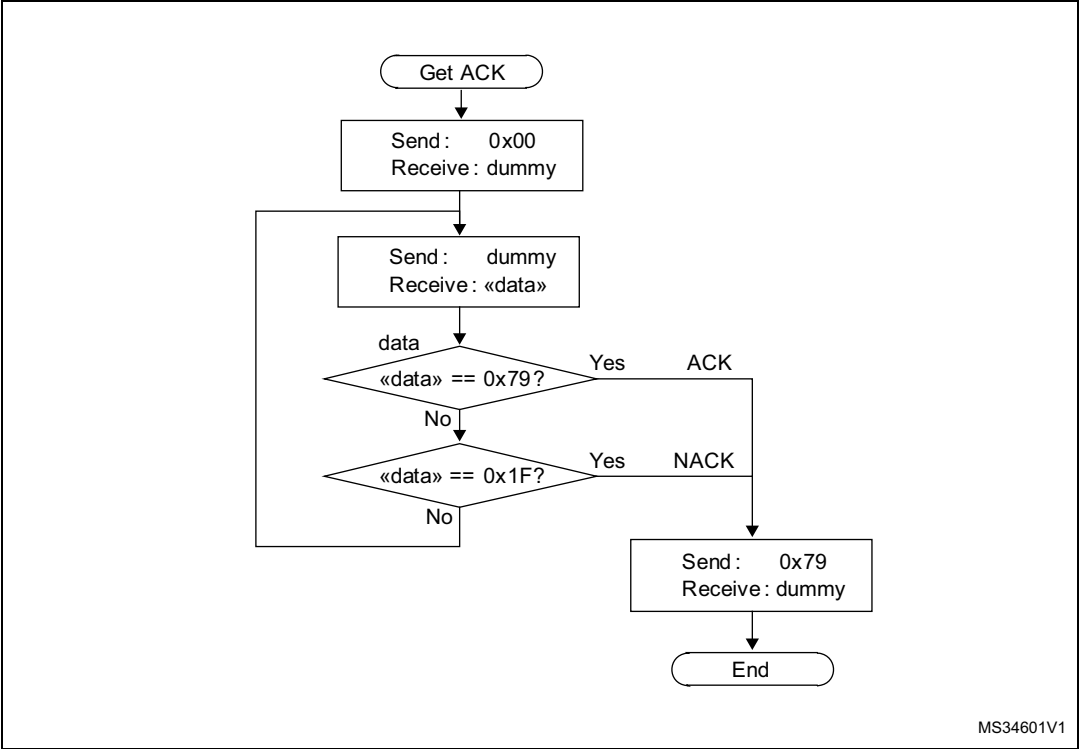 Get ACK
Send : 0x00
Receive : dummy
Send : dummy
Receive : «data»
data
«data» == 0x79?
Yes ACK
No
«data» == 0x1F?
Yes NACK
No
Send : 0x79
Receive : dummy
End
MS34601V1